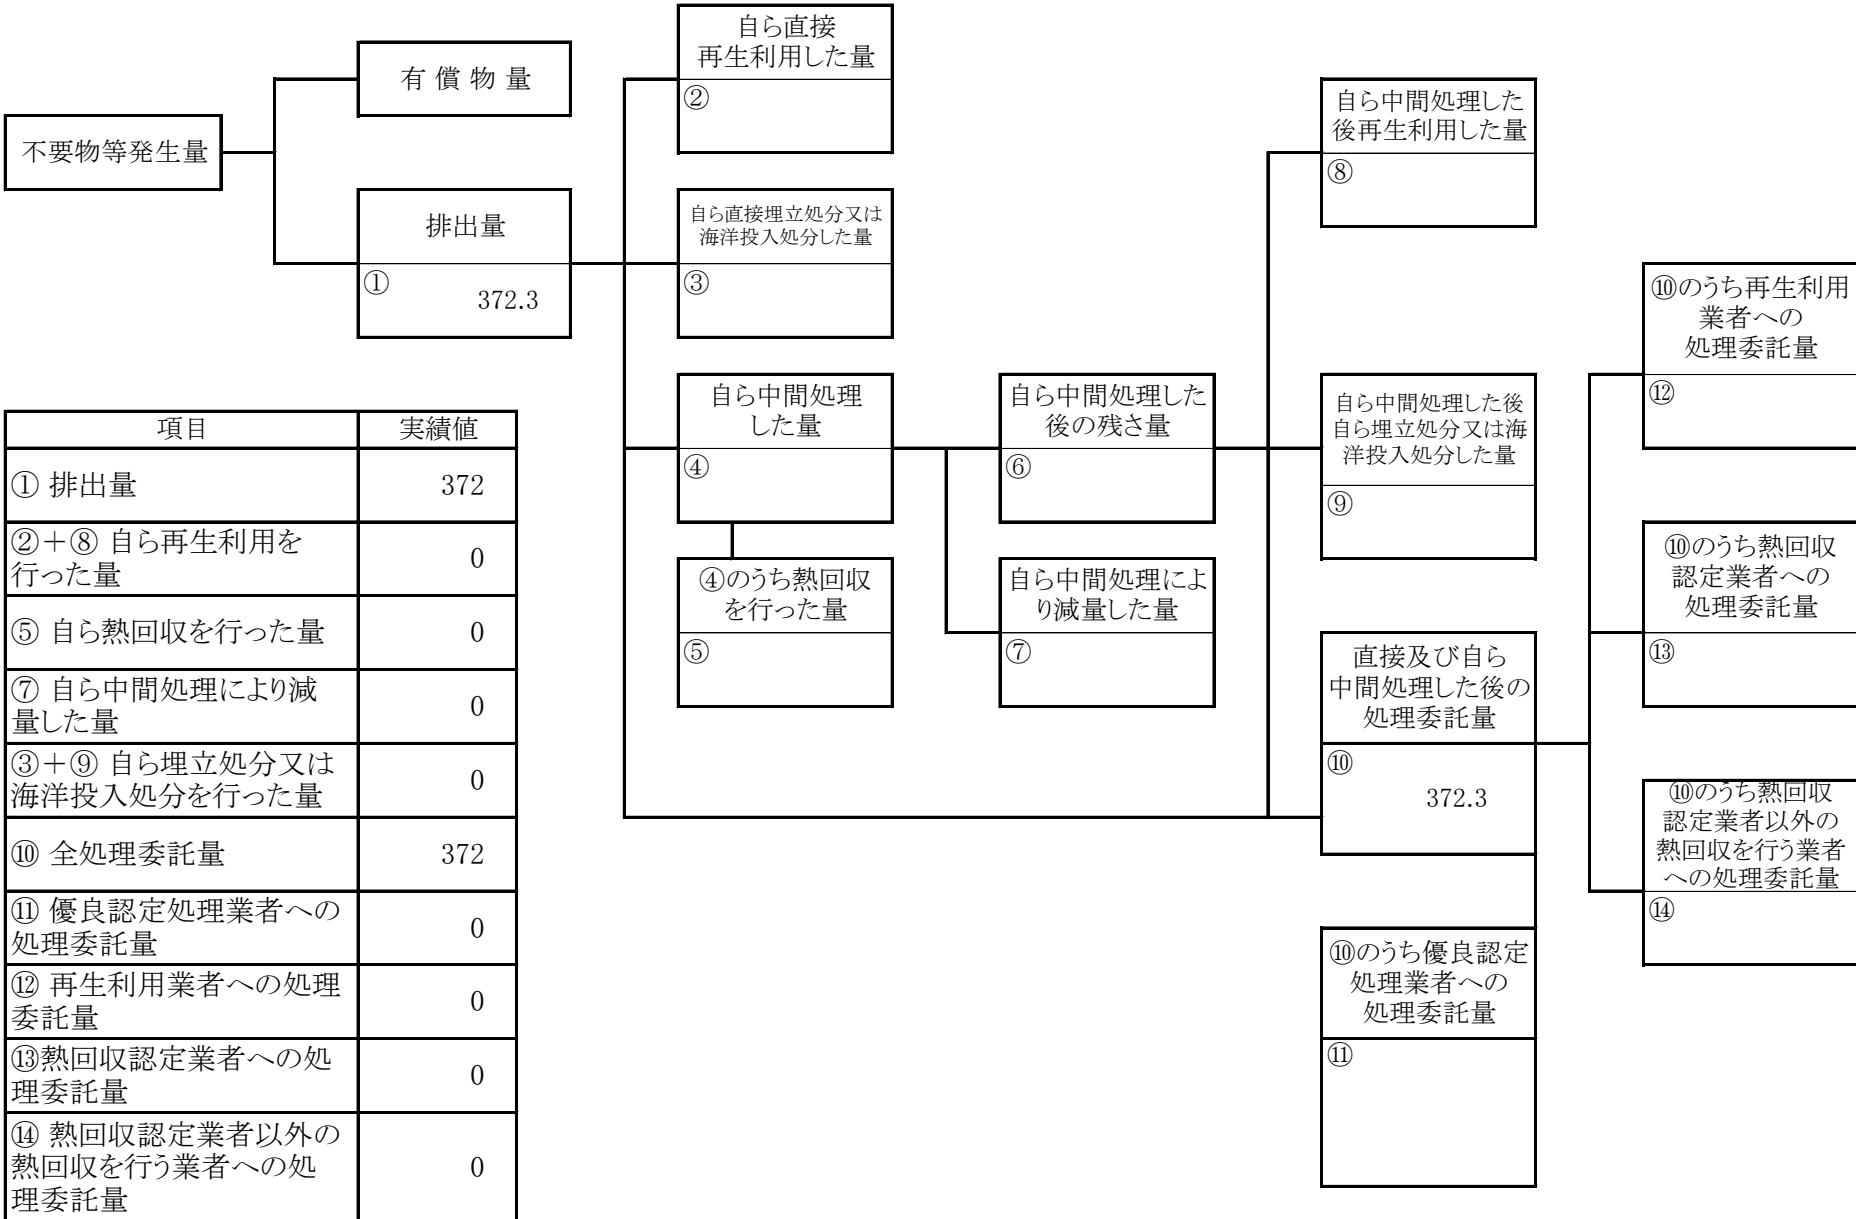 不要物等発生量
有 償 物 量
排出量
①
372.3
自ら直接
再生利用した量
②
自ら直接埋立処分又は
海洋投入処分した量
③
自ら中間処理
した量
④
④のうち熱回収
を行った量
⑤
自ら中間処理した
後の残さ量
⑥
自ら中間処理によ
り減量した量
⑦
自ら中間処理した
後再生利用した量
⑧
自ら中間処理した後
自ら埋立処分又は海
洋投入処分した量
⑨
直接及び自ら
中間処理した後の
処理委託量
⑩
372.3
⑩のうち優良認定
処理業者への
処理委託量
⑪
⑩のうち再生利用
業者への
処理委託量
⑫
⑩のうち熱回収
認定業者への
処理委託量
⑬
⑩のうち熱回収
認定業者以外の
熱回収を行う業者
への処理委託量
⑭
項目 実績値
① 排出量 372
②＋⑧ 自ら再生利用を
行った量 0
⑤ 自ら熱回収を行った量 0
⑦ 自ら中間処理により減
量した量 0
③＋⑨ 自ら埋立処分又は
海洋投入処分を行った量 0
⑩ 全処理委託量 372
⑪ 優良認定処理業者への
処理委託量 0
⑫ 再生利用業者への処理
委託量 0
⑬熱回収認定業者への処
理委託量 0
⑭ 熱回収認定業者以外の
熱回収を行う業者への処
理委託量 0